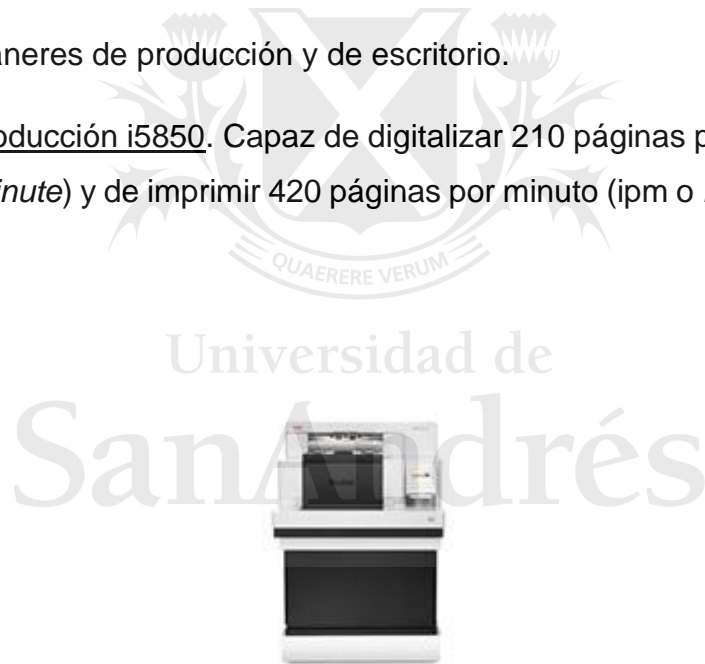 áneres de producción y de escritorio.
oducción i5850. Capaz de digitalizar 210 páginas p
inute) y de imprimir 420 páginas por minuto (ipm o
QUAERERE VERUM
Universidad de
SanAndrés